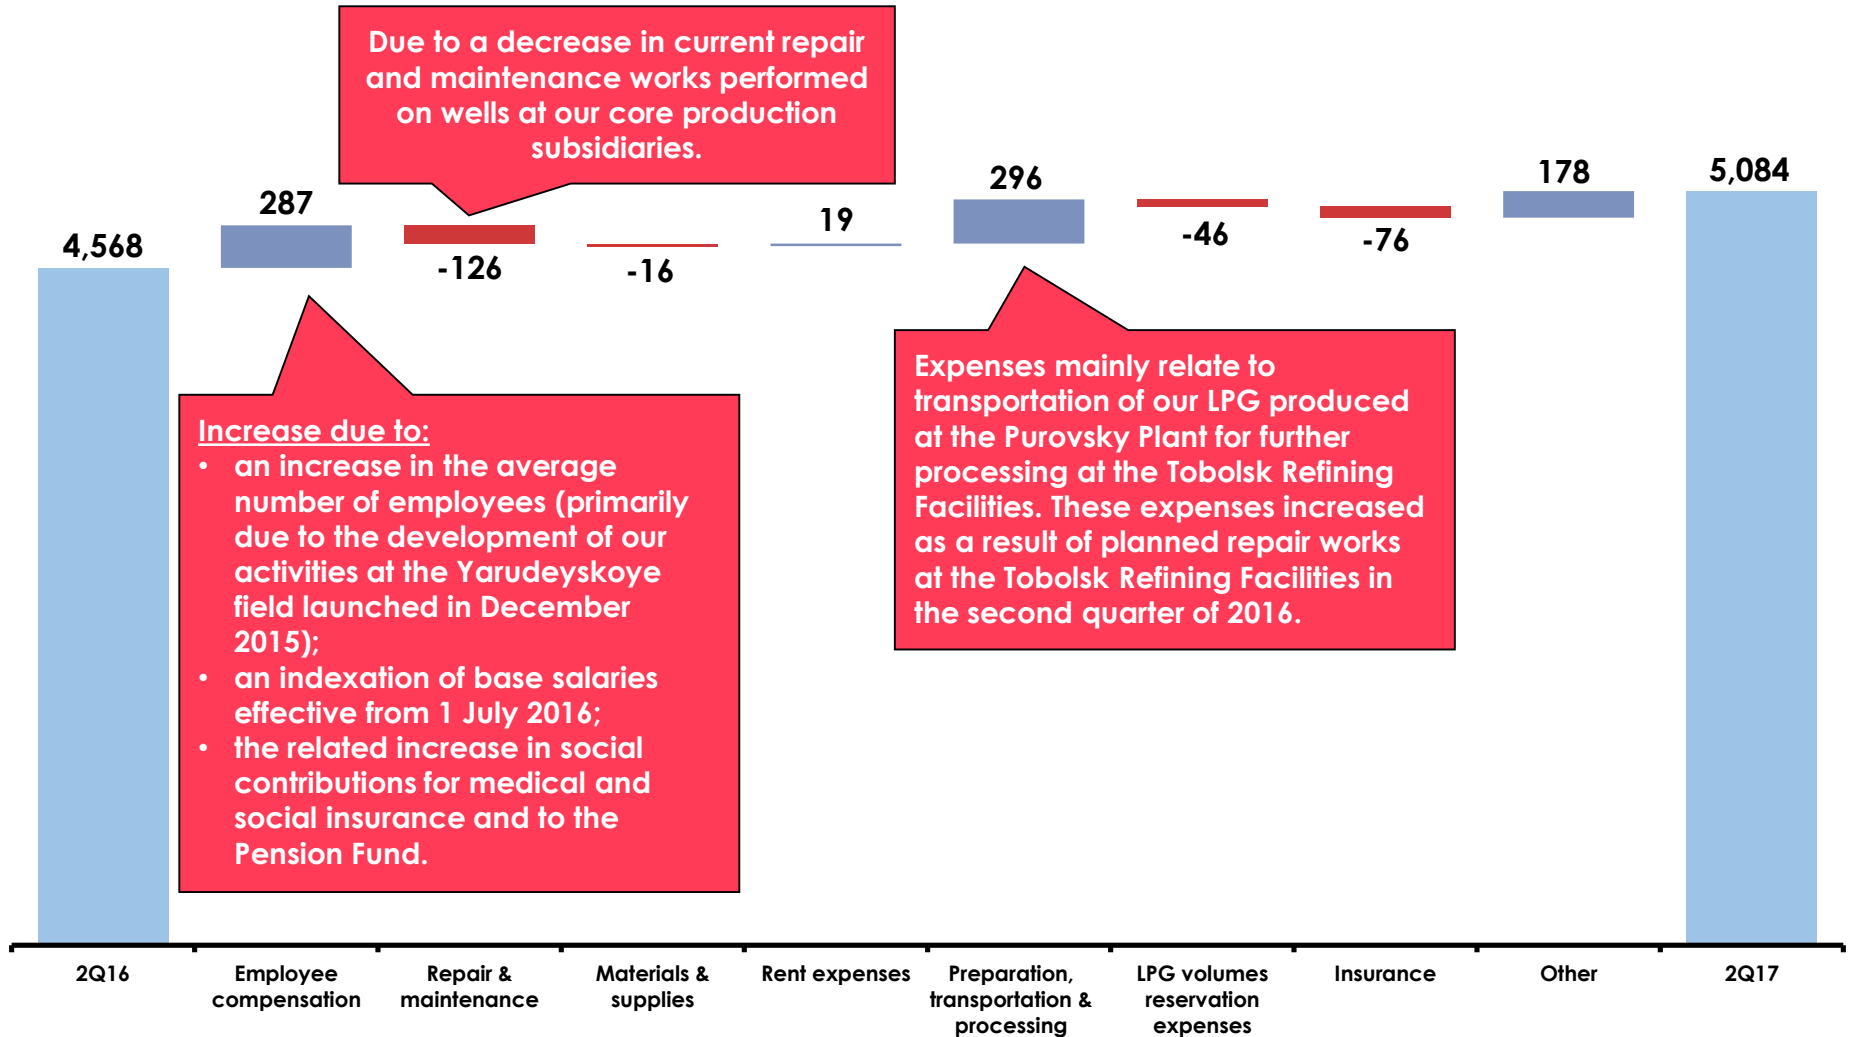 Due to a decrease in current repair
and maintenance works performed
on wells at our core production
subsidiaries.
4,568
287
-126
-16
19
296
-46
-76
178
5,084
Increase due to:
• an increase in the average
number of employees (primarily
due to the development of our
activities at the Yarudeyskoye
field launched in December
2015);
• an indexation of base salaries
effective from 1 July 2016;
• the related increase in social
contributions for medical and
social insurance and to the
Pension Fund.
Expenses mainly relate to
transportation of our LPG produced
at the Purovsky Plant for further
processing at the Tobolsk Refining
Facilities. These expenses increased
as a result of planned repair works
at the Tobolsk Refining Facilities in
the second quarter of 2016.
2Q16
Employee
compensation
Repair &
maintenance
Materials &
supplies
Rent expenses
Preparation,
transportation &
processing
LPG volumes
reservation
expenses
Insurance
Other
2Q17